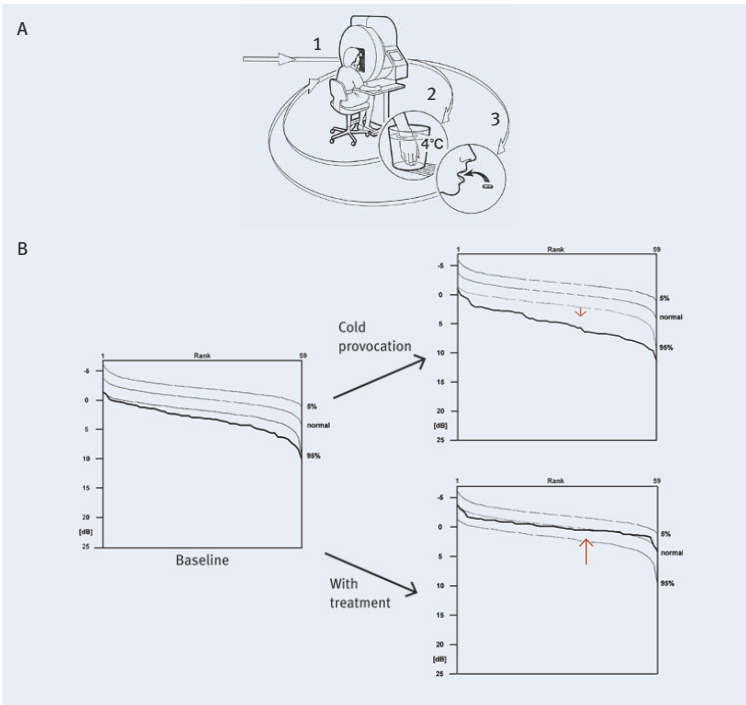 A
1
2
3
4°C
B
1 Rank 59
-5
0
5
10
15
20
[dB]
25
5%
normal
95%
Cold
provocation
1 Rank 59
-5
0
5
10
15
20
[dB]
25
5%
normal
95%
Baseline
With
treatment
1 Rank 59
-5
0
5
10
15
20
[dB]
25
5%
normal
95%